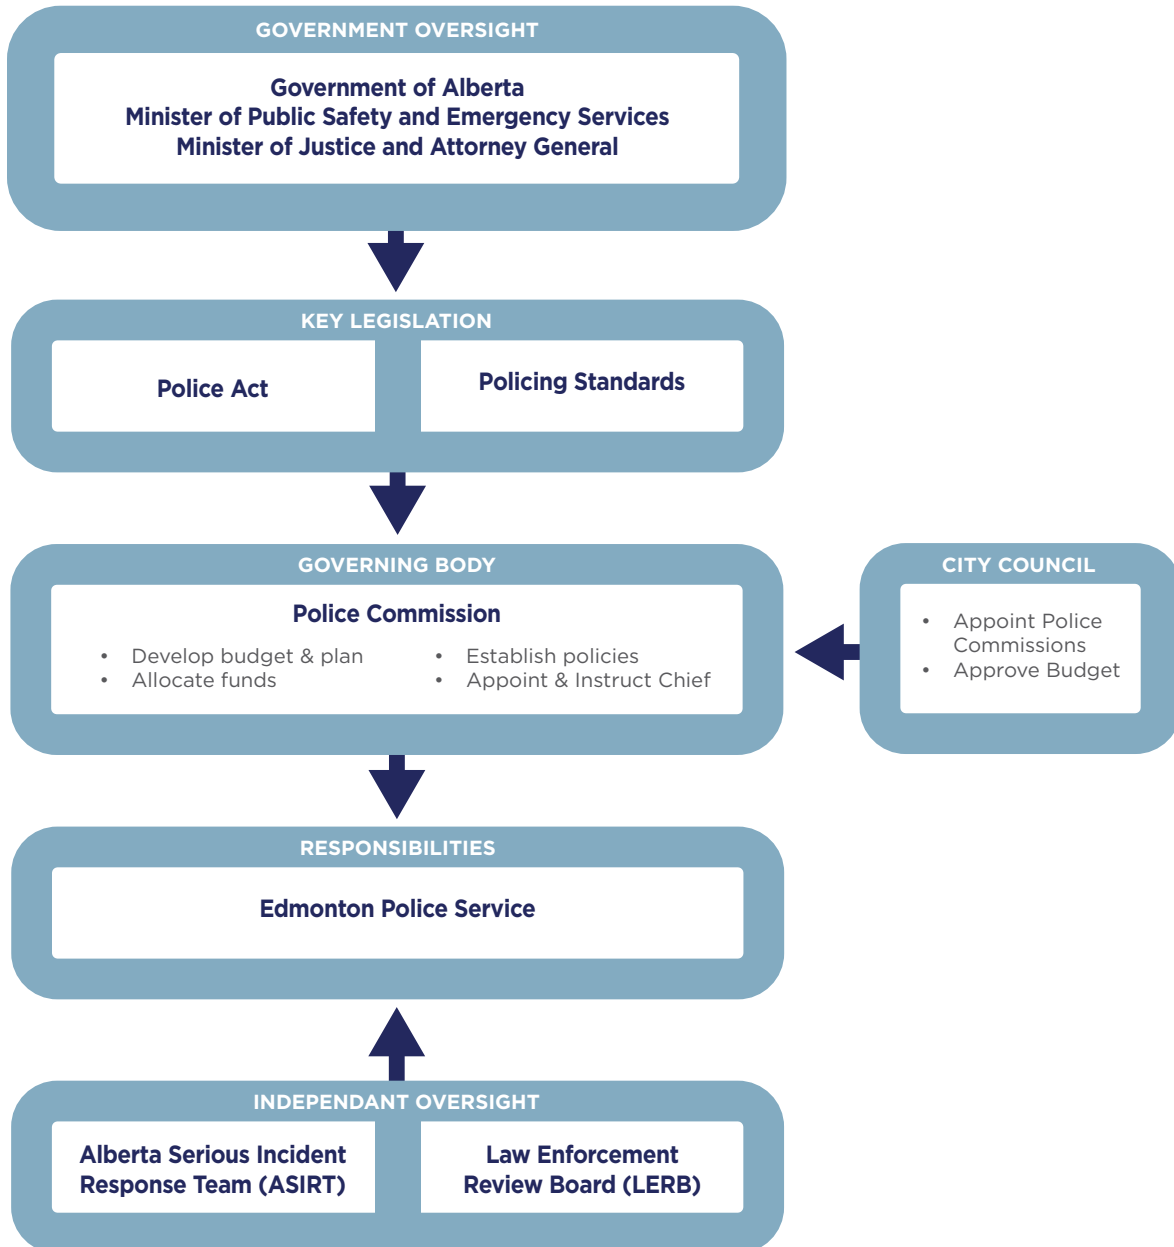 GOVERNMENT OVERSIGHT
Government of Alberta
Minister of Public Safety and Emergency Services
Minister of Justice and Attorney General
KEY LEGISLATION
Police Act
Policing Standards
GOVERNING BODY
Police Commission
• Develop budget & plan
• Allocate funds
• Establish policies
• Appoint & Instruct Chief
CITY COUNCIL
• Appoint Police
Commissions
• Approve Budget
RESPONSIBILITIES
Edmonton Police Service
INDEPENDANT OVERSIGHT
Alberta Serious Incident
Response Team (ASIRT)
Law Enforcement
Review Board (LERB)